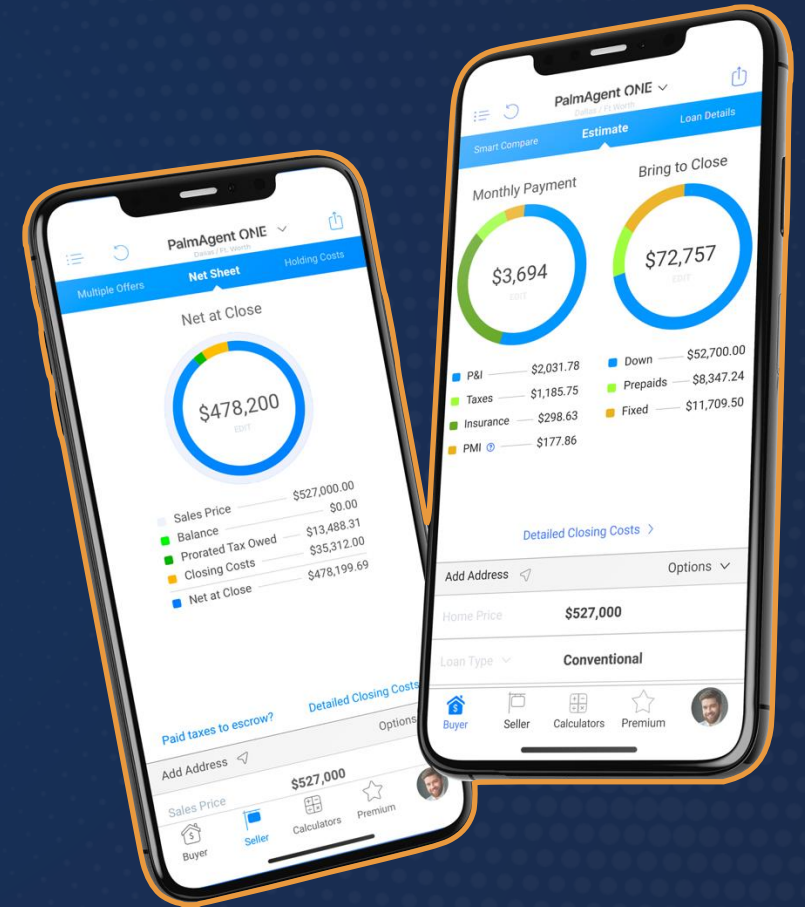 PalmAgent ONE
Dallas / Ft. Worth
Multiple Offers Net Sheet Holding Costs
Net at Close
$478,200
EDIT
Sales Price $527,000.00
Balance $0.00
Prorated Tax Owed $13,488.31
Closing Costs $35,312.00
Net at Close $478,199.69
Paid taxes to escrow? Detailed Closing Costs
Add Address Options
Sales Price $527,000
Buyer Seller Calculators Premium
PalmAgent ONE
Dallas / Ft. Worth
Smart Compare Estimate Loan Details
Monthly Payment Bring to Close
$3,694 $72,757
EDIT EDIT
P&I $2,031.78 Down $52,700.00
Taxes $1,185.75 Prepaids $8,347.24
Insurance $298.63 Fixed $11,709.50
PMI ? $177.86
Detailed Closing Costs >
Add Address Options
Home Price $527,000
Loan Type Conventional
Buyer Seller Calculators Premium